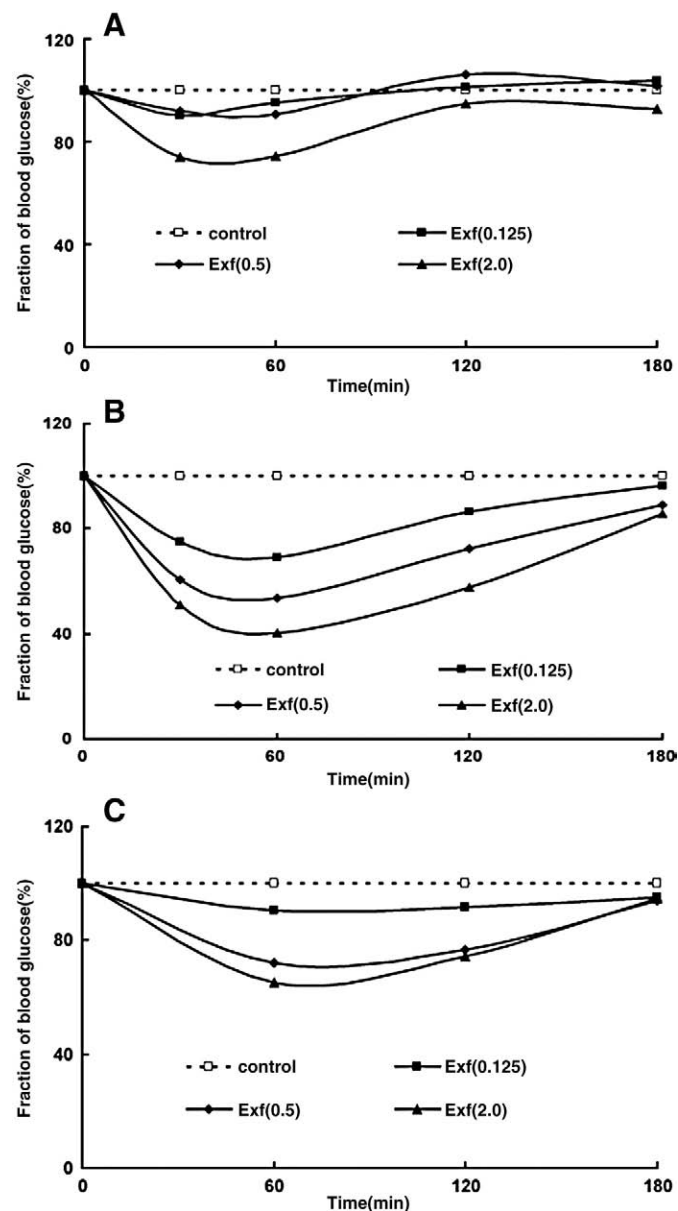 A
120
80
40
0
Fraction of blood glucose(%)
control
Exf(0.125)
Exf(0.5)
Exf(2.0)
0
60
120
180
Time(min)
B
120
80
40
0
Fraction of blood glucose(%)
control
Exf(0.125)
Exf(0.5)
Exf(2.0)
0
60
120
180
Time(min)
C
120
80
40
0
Fraction of blood glucose(%)
control
Exf(0.125)
Exf(0.5)
Exf(2.0)
0
60
120
180
Time(min)